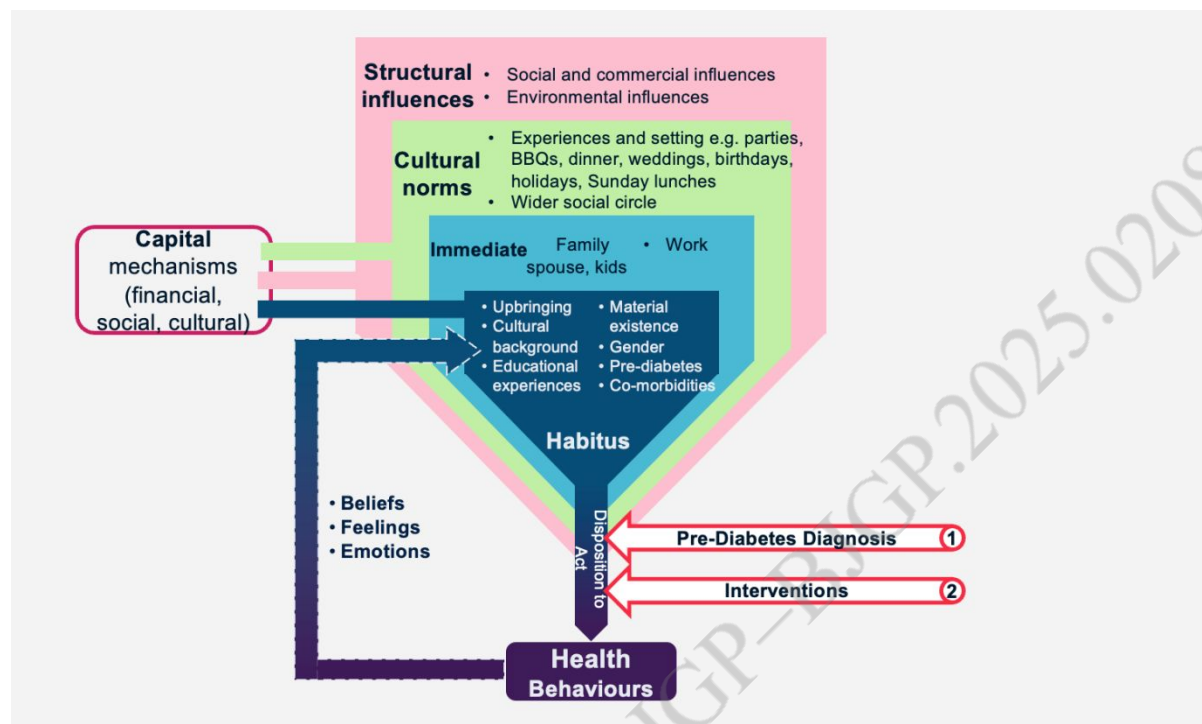 Structural influences
• Social and commercial influences
• Environmental influences
Cultural norms
• Experiences and setting e.g. parties,
BBQs, dinner, weddings, birthdays,
holidays, Sunday lunches
• Wider social circle
Capital
mechanisms
(financial,
social, cultural)
Immediate
Family
spouse, kids
• Work
• Upbringing
• Cultural
background
• Educational
experiences
• Material
existence
• Gender
• Pre-diabetes
• Co-morbidities
Habitus
• Beliefs
• Feelings
• Emotions
Disposition to
Act
Pre-Diabetes Diagnosis 1
Interventions 2
Health
Behaviours